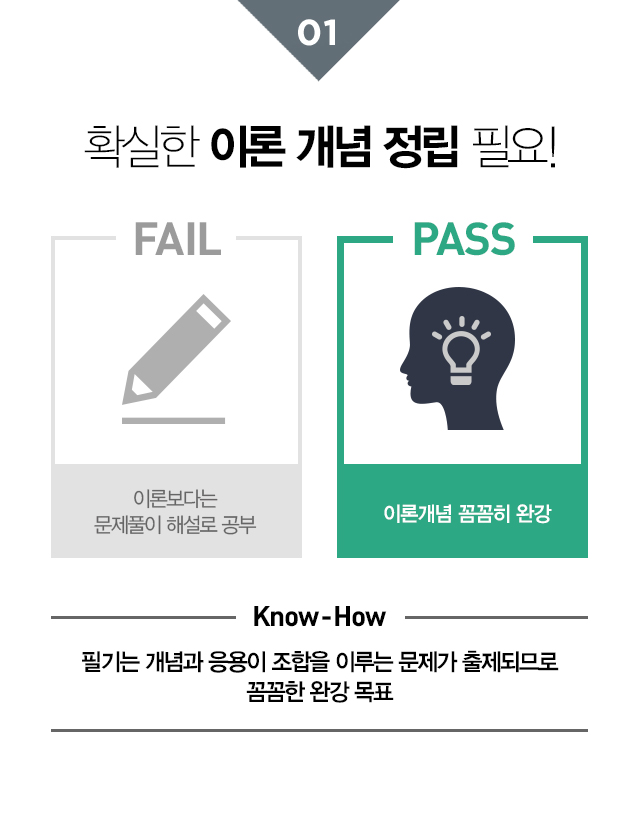 01
확실한 이론 개념 정립 필요!
FAIL
이론보다는
문제풀이 해설로 공부
PASS
이론개념 꼼꼼히 완강
Know-How
필기는 개념과 응용이 조합을 이루는 문제가 출제되므로
꼼꼼한 완강 목표